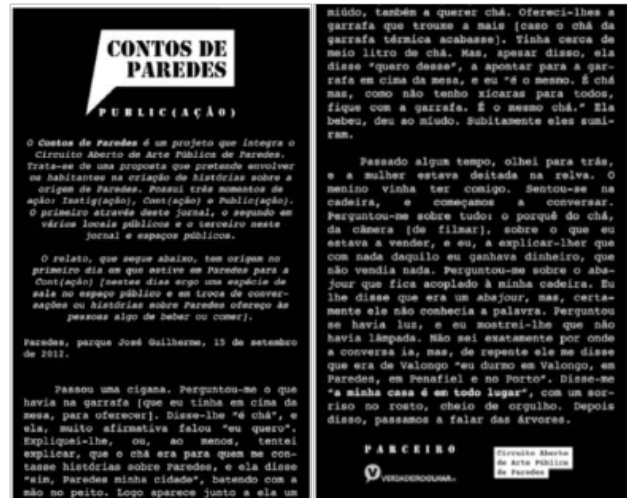 CONTOS DE
PAREDES
PUBLIC(AÇÃO)
O Contos de Paredes é um projeto que integra o
Circuito Aberto de Arte Pública de Paredes.
Trata-se de uma proposta que pretende envolver
os habitantes na criação de histórias sobre a
origem de Paredes. Possui três momentos de
ação: Instig(ação), Cont(ação) e Public(ação).
O primeiro através deste jornal, o segundo em
vários locais públicos e o terceiro neste
jornal e espaços públicos.
O relato, que segue abaixo, tem origem no
primeiro dia em que estive em Paredes para a
Cont(ação) [nestes dias ergo uma espécie de
sala no espaço público e em troca de conver-
sações ou histórias sobre Paredes ofereço às
pessoas algo de beber ou comer].
Paredes, parque José Guilherme, 15 de setembro
de 2012.
Passou uma cigana. Perguntou-me o que
havia na garrafa [que eu tinha em cima da
mesa, para oferecer]. Disse-lhe "é chá", e
ela, muito afirmativa falou "eu quero".
Expliquei-lhe, ou, ao menos, tentei
explicar, que o chá era para quem me con-
tasse histórias sobre Paredes, e ela disse
"sim, Paredes minha cidade", batendo com a
mão no peito. Logo aparece junto a ela um
miúdo, também a querer chá. Ofereci-lhes a
garrafa que trouxe a mais [caso o chá da
garrafa térmica acabasse]. Tinha cerca de
meio litro de chá. Mas, apesar disso, ela
disse "quero desse", a apontar para a gar-
rafa em cima da mesa, e eu "é o mesmo. É chá
mas, como não tenho xícaras para todos,
fique com a garrafa. É o mesmo chá." Ela
bebeu, deu ao miúdo. Subitamente eles sumi-
ram.
Passado algum tempo, olhei para trás,
e a mulher estava deitada na relva. O
menino vinha ter comigo. Sentou-se na
cadeira, e começamos a conversar.
Perguntou-me sobre tudo: o porquê do chá,
da câmera [de filmar], sobre o que eu
estava a vender, e eu, a explicar-lher que
com nada daquilo eu ganhava dinheiro, que
não vendia nada. Perguntou-me sobre o aba-
jour que fica acoplado à minha cadeira. Eu
lhe disse que era um abajour, mas, certa-
mente ele não conhecia a palavra. Perguntou
se havia luz, e eu mostrei-lhe que não
havia lâmpada. Não sei exatamente por onde
a conversa ia, mas, de repente ele me disse
que era de Valongo "eu durmo em Valongo, em
Paredes, em Penafiel e no Porto". Disse-me
"a minha casa é em todo lugar", com um sor-
riso no rosto, cheio de orgulho. Depois
disso, passamos a falar das árvores.
PARCEIRO
VERDADEIROOLHAR
Circuito Aberto
de Arte Pública
de Paredes